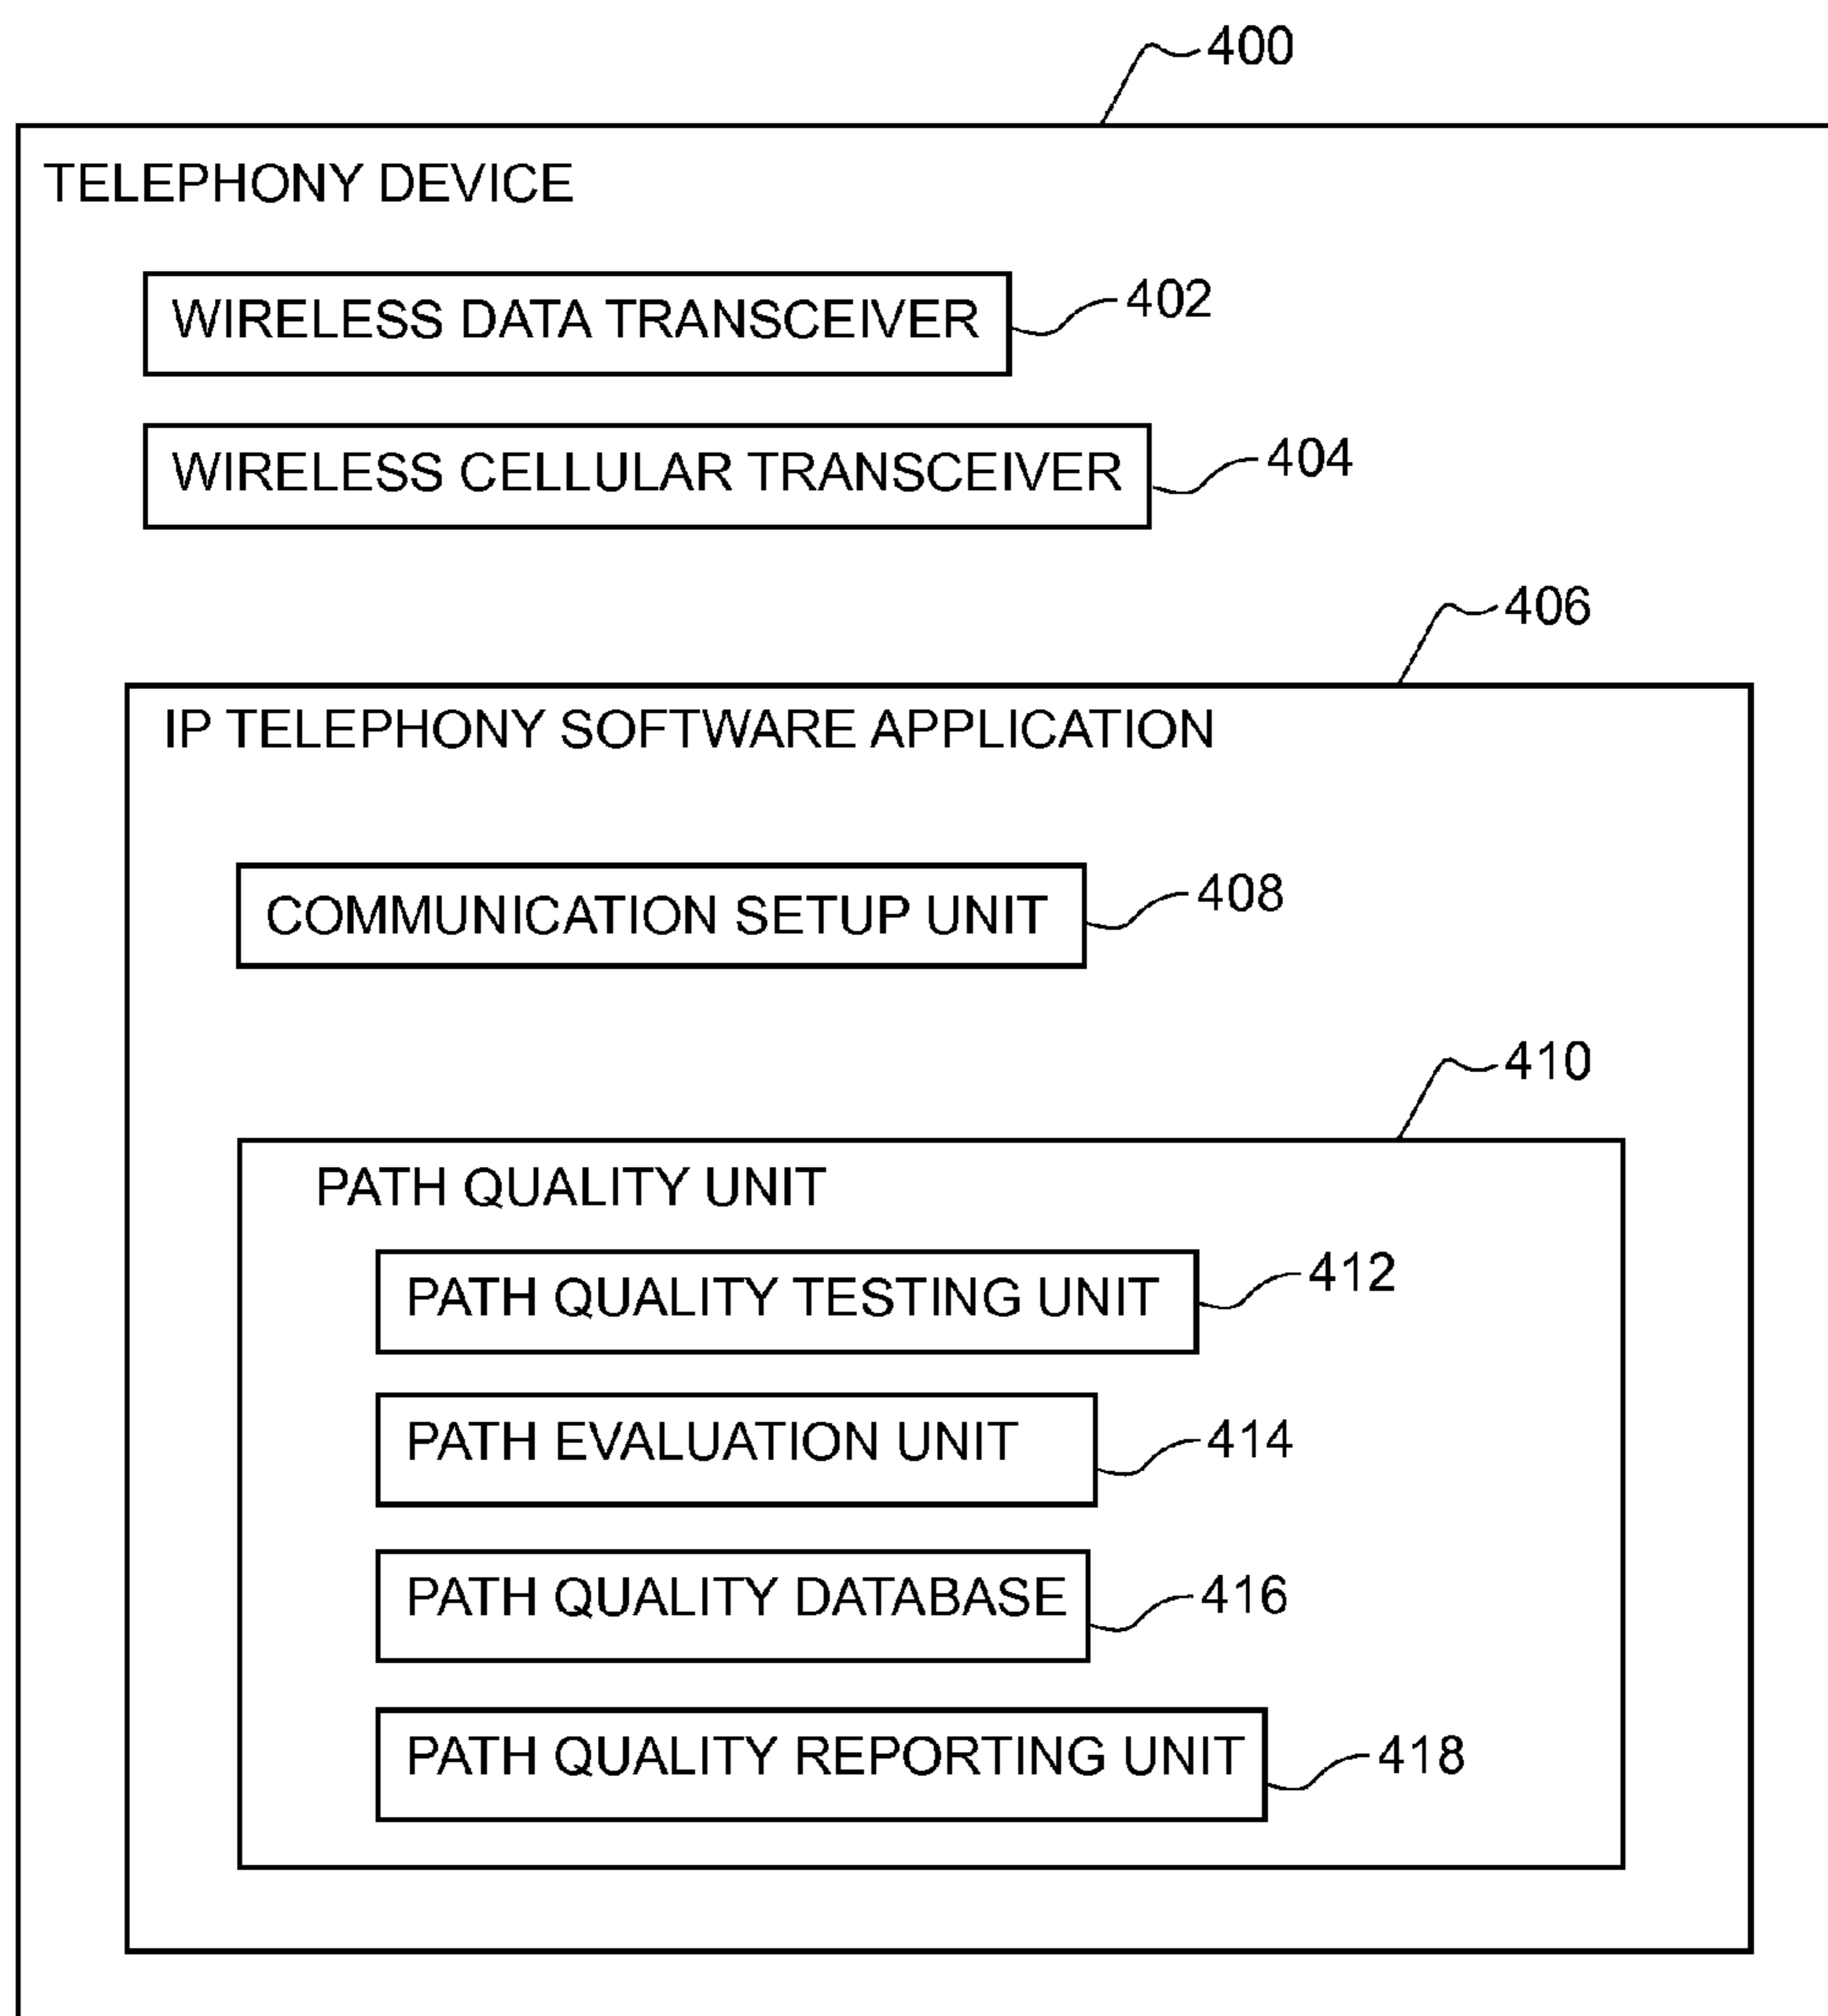 400
TELEPHONY DEVICE
WIRELESS DATA TRANSCEIVER
402
WIRELESS CELLULAR TRANSCEIVER
404
406
IP TELEPHONY SOFTWARE APPLICATION
COMMUNICATION SETUP UNIT
408
410
PATH QUALITY UNIT
PATH QUALITY TESTING UNIT
412
PATH EVALUATION UNIT
414
PATH QUALITY DATABASE
416
PATH QUALITY REPORTING UNIT
418